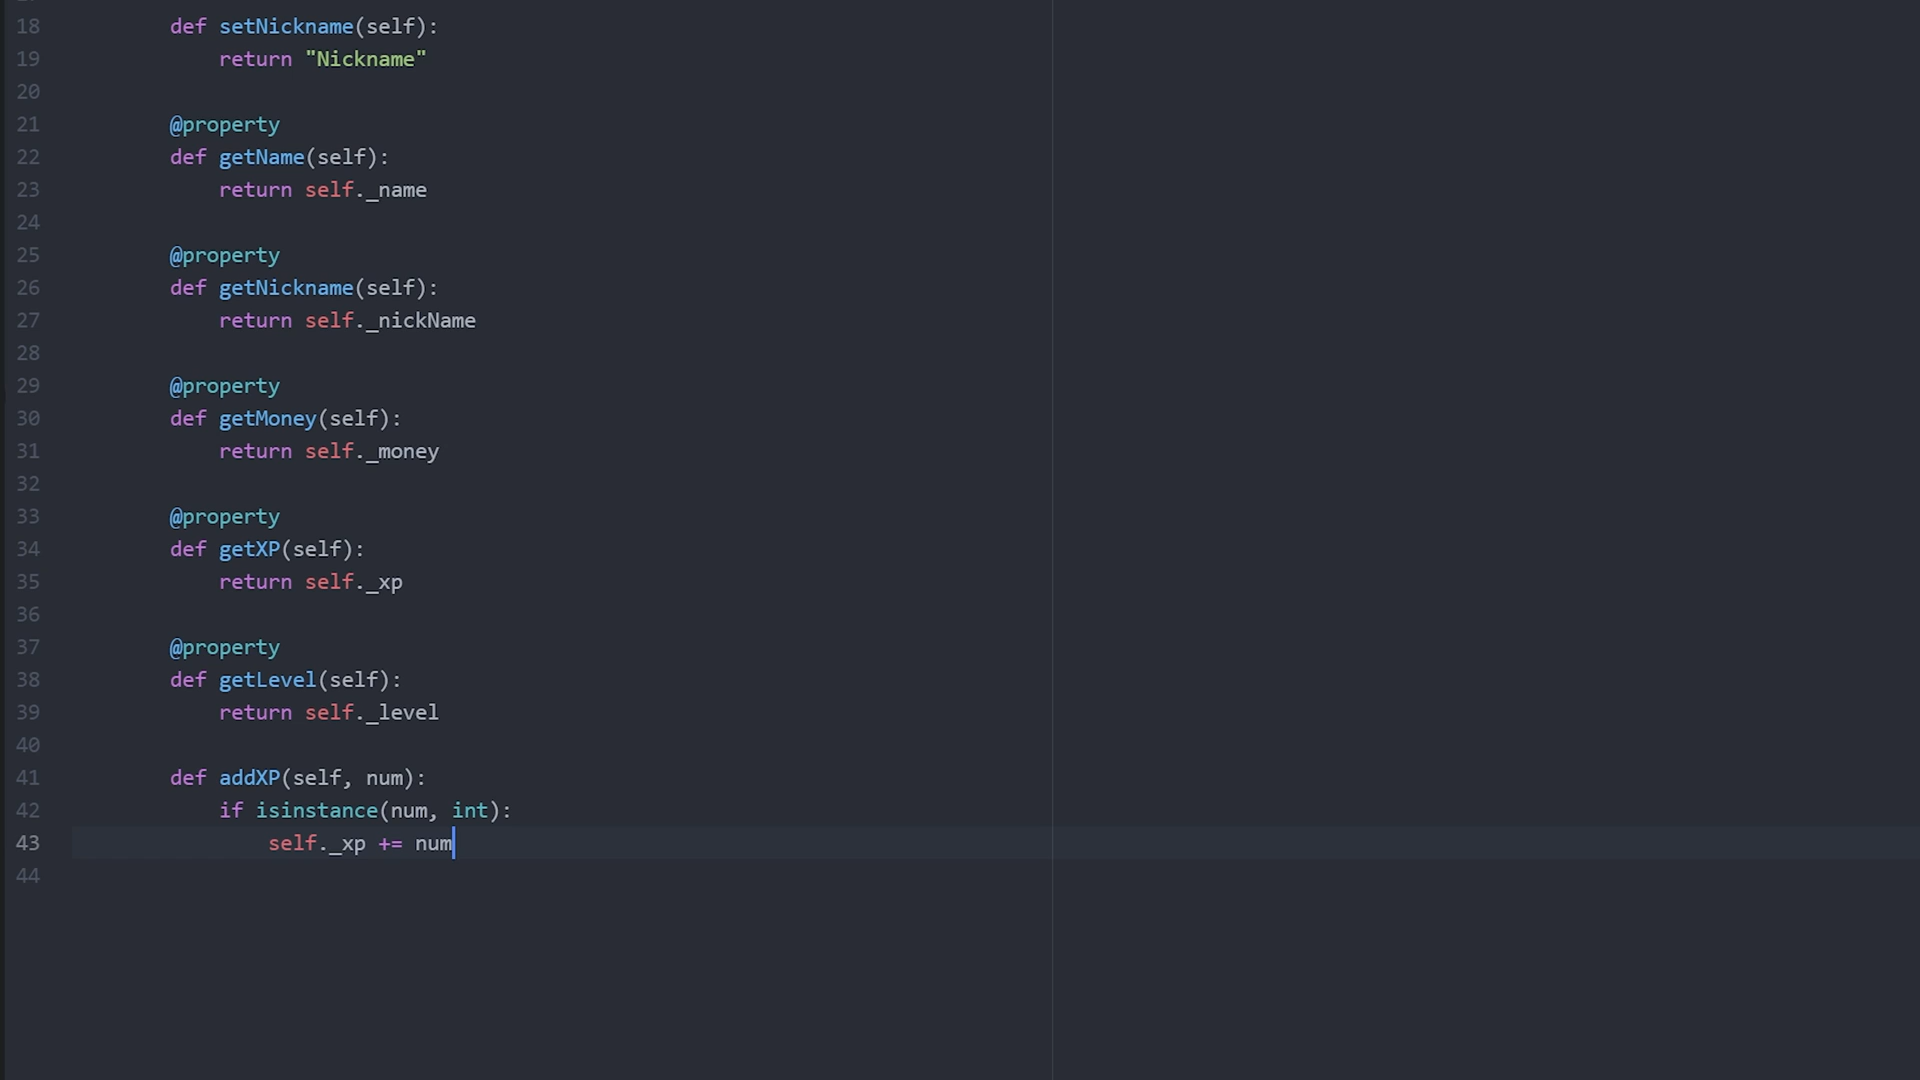 18 def setNickname(self):
19 return "Nickname"
20
21 @property
22 def getName(self):
23 return self._name
24
25 @property
26 def getNickname(self):
27 return self._nickName
28
29 @property
30 def getMoney(self):
31 return self._money
32
33 @property
34 def getXP(self):
35 return self._xp
36
37 @property
38 def getLevel(self):
39 return self._level
40
41 def addXP(self, num):
42 if isinstance(num, int):
43 self._xp += num
44